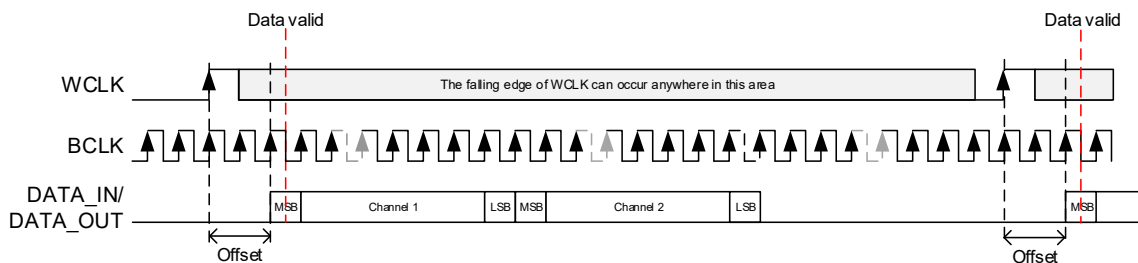 Data valid
Data valid
WCLK
The falling edge of WCLK can occur anywhere in this area
BCLK
DATA_IN/
DATA_OUT
MSB
Channel 1
LSB
MSB
Channel 2
LSB
MSB
Offset
Offset